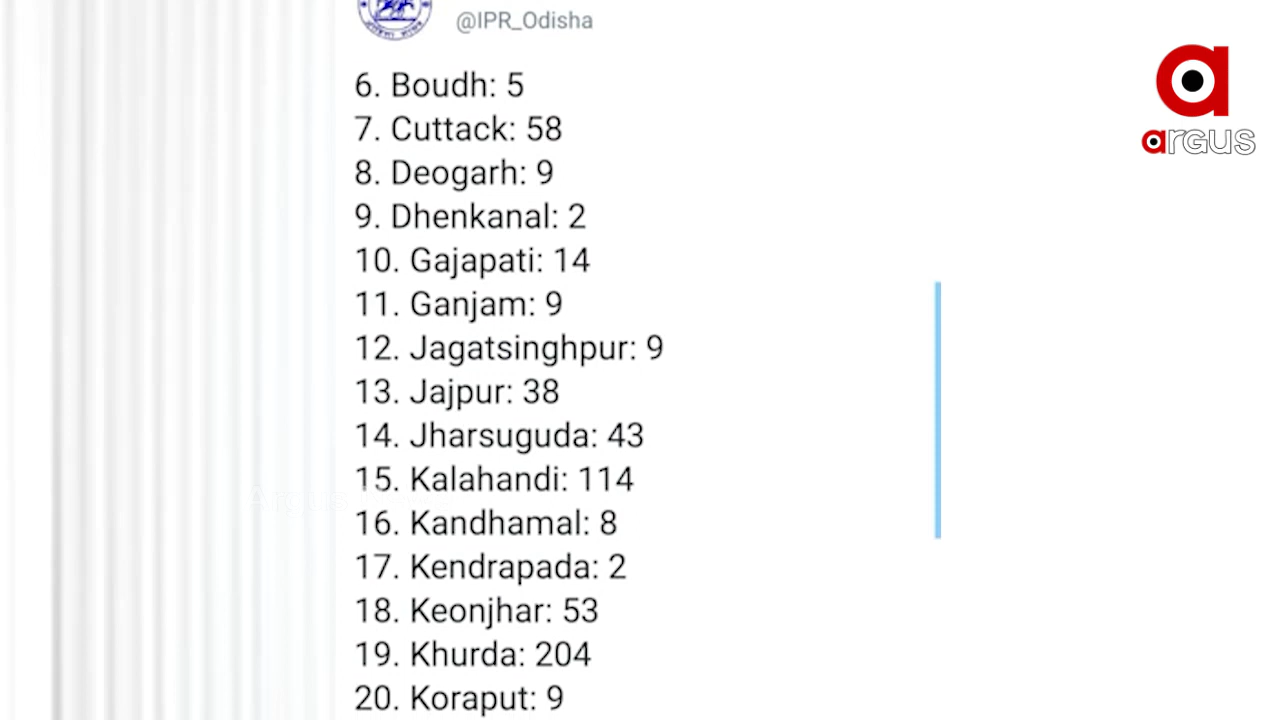 @IPR_Odisha
6. Boudh: 5
7. Cuttack: 58
8. Deogarh: 9
9. Dhenkanal: 2
10. Gajapati: 14
11. Ganjam: 9
12. Jagatsinghpur: 9
13. Jajpur: 38
14. Jharsuguda: 43
15. Kalahandi: 114
16. Kandhamal: 8
17. Kendrapada: 2
18. Keonjhar: 53
19. Khurda: 204
20. Koraput: 9
a
argus
Argus